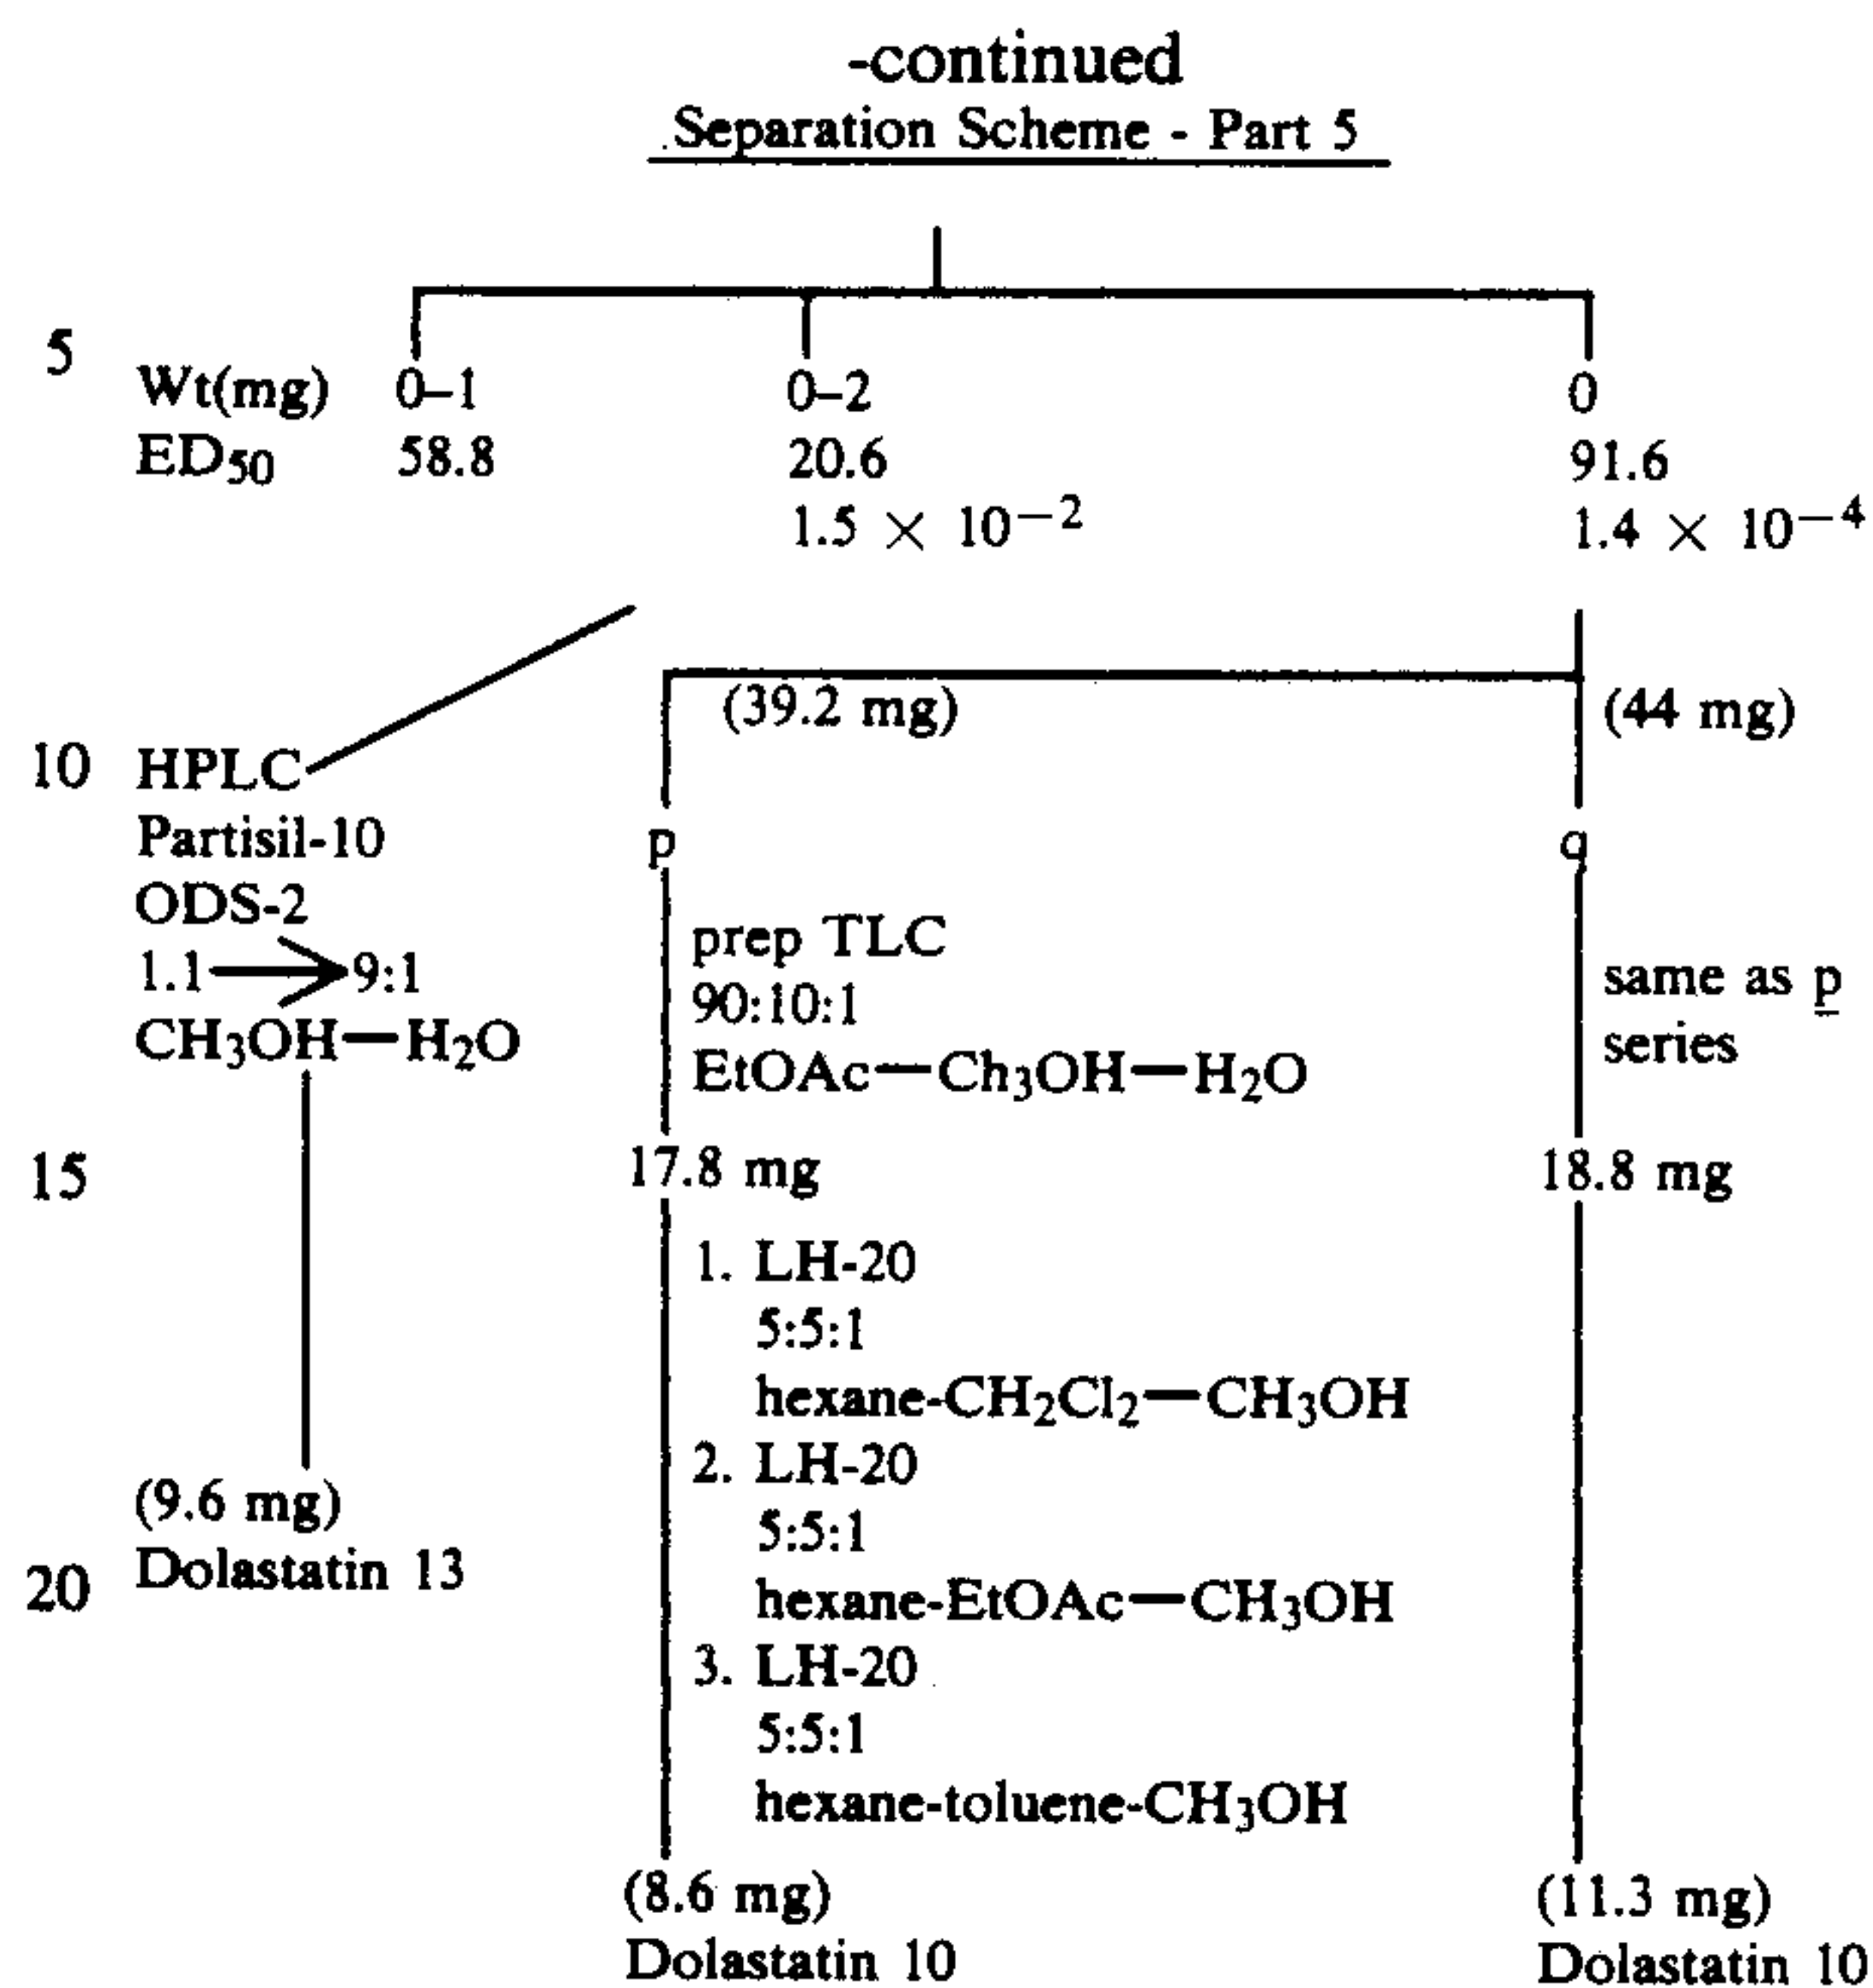 -continued
Separation Scheme - Part 5
5
Wt(mg) 0–1 0–2 0
ED50 58.8 20.6 91.6
1.5 × 10−2 1.4 × 10−4
(39.2 mg) (44 mg)
10 HPLC
Partisil-10
ODS-2
1.1→9:1
CH3OH—H2O
p
q
prep TLC
90:10:1
EtOAc—Ch3OH—H2O
same as p
series
15
17.8 mg
18.8 mg
1. LH-20
5:5:1
hexane-CH2Cl2—CH3OH
2. LH-20
5:5:1
hexane-EtOAc—CH3OH
3. LH-20
5:5:1
hexane-toluene-CH3OH
(9.6 mg)
20 Dolastatin 13
(8.6 mg)
Dolastatin 10
(11.3 mg)
Dolastatin 10